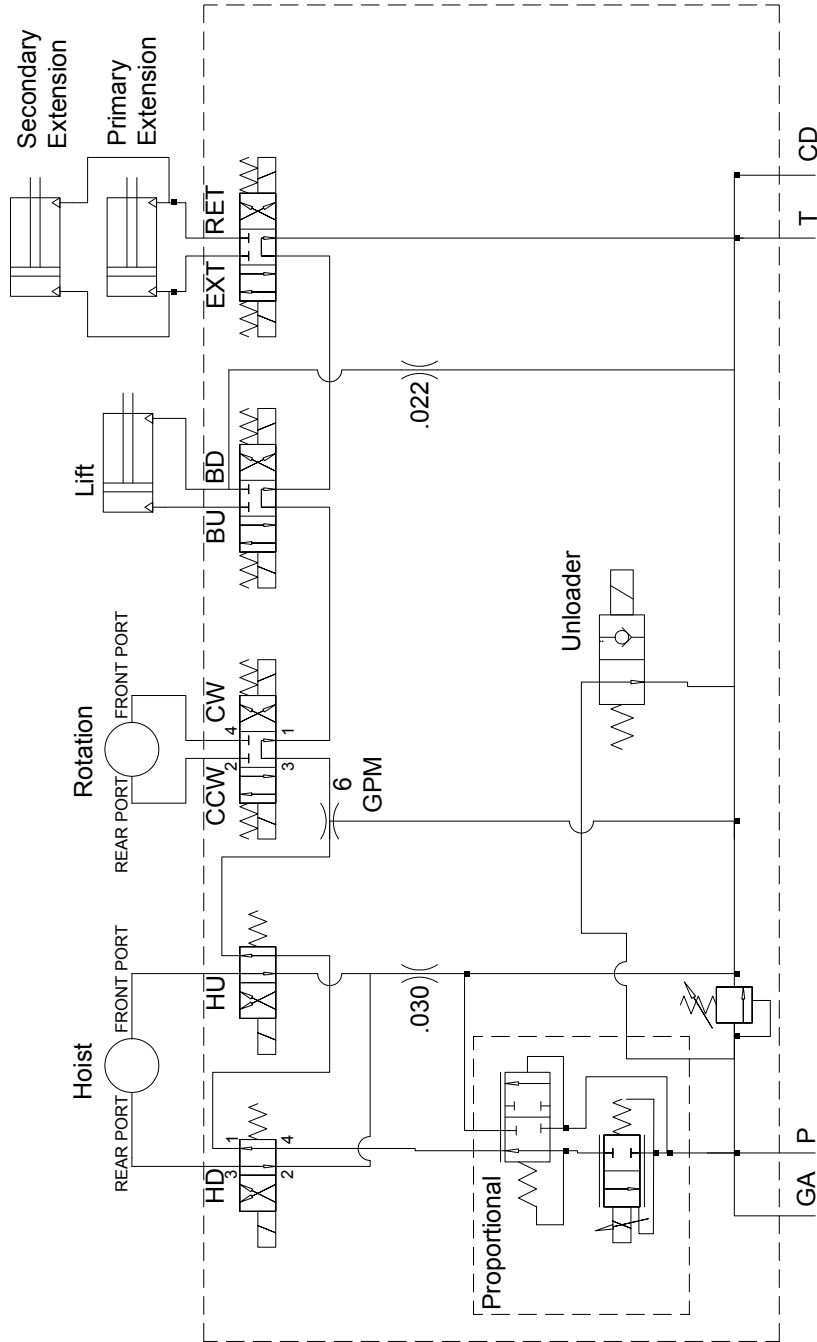 Hoist
REAR PORT
FRONT PORT
HD
3
1
2
4
HU
Rotation
REAR PORT
FRONT PORT
CCW
CW
2
4
3
1
6
GPM
Lift
BU
BD
Secondary
Extension
Primary
Extension
EXT
RET
.030
.022
Proportional
Unloader
GA
P
T
CD